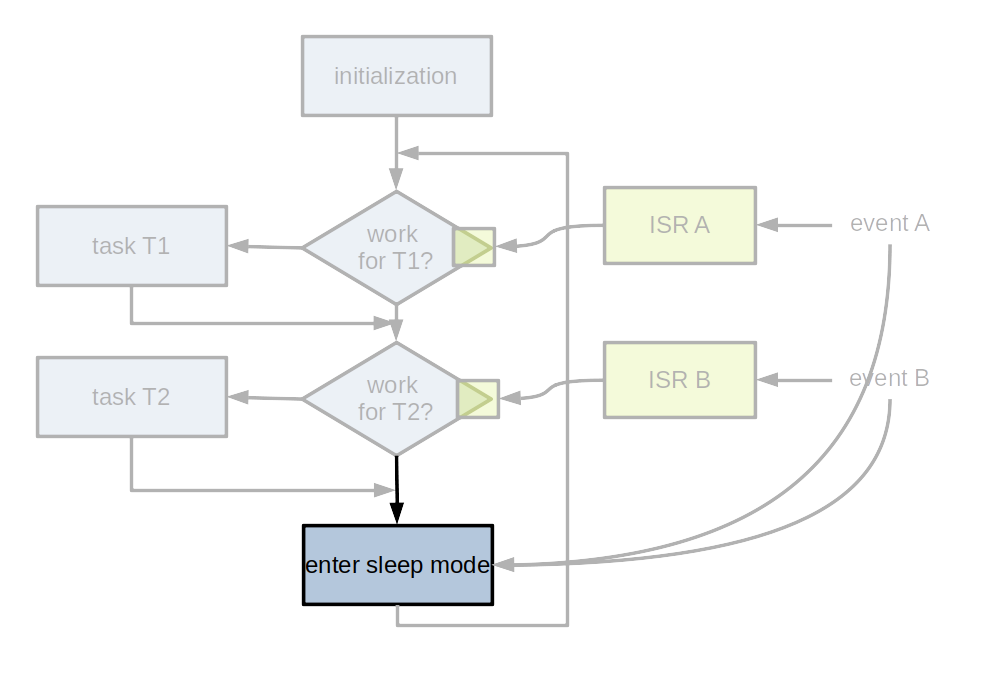 initialization
work
for T1?
task T1
ISR A
event A
work
for T2?
task T2
ISR B
event B
enter sleep mode